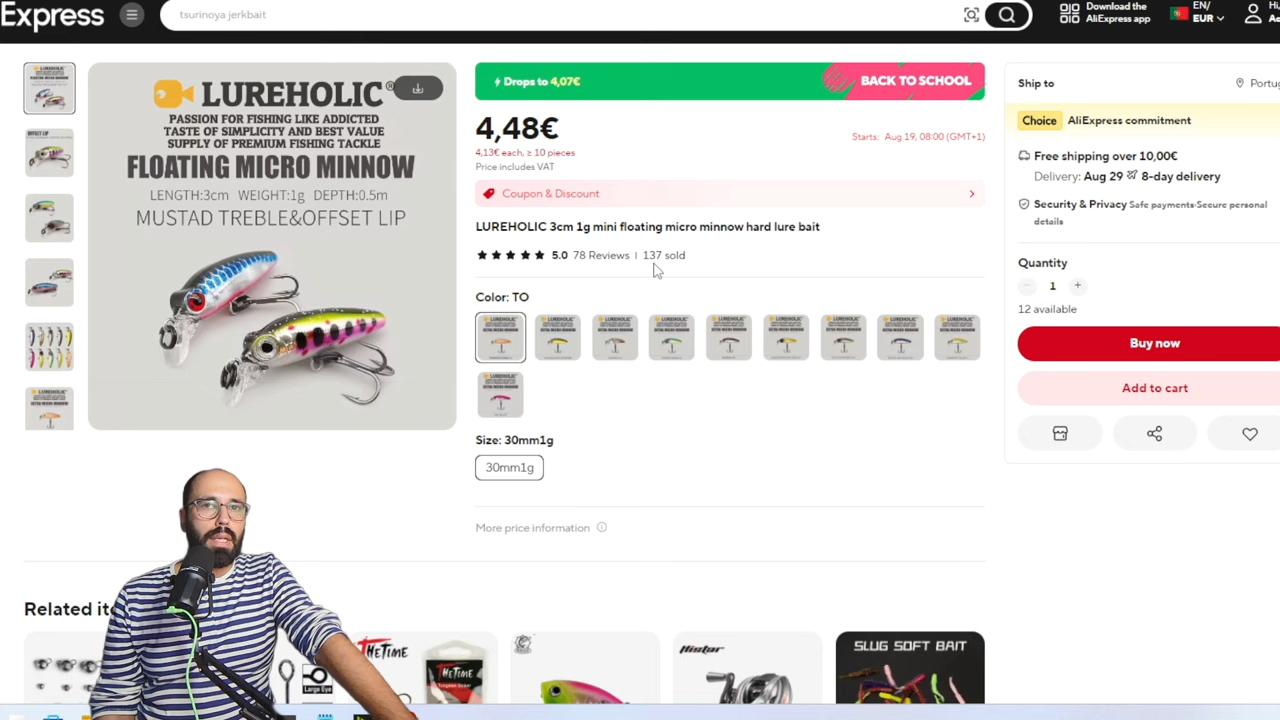 Express
tsurinoya jerkbait
Download the
AliExpress app
EN/
EUR
Hi,
LUREHOLIC®
PASSION FOR FISHING LIKE ADDICTED
TASTE OF SIMPLICITY AND BEST VALUE
SUPPLY OF PREMIUM FISHING TACKLE
FLOATING MICRO MINNOW
LENGTH:3cm WEIGHT:1g DEPTH:0.5m
MUSTAD TREBLE&OFFSET LIP
Drops to 4,07€
BACK TO SCHOOL
4,48€
Starts: Aug 19, 08:00 (GMT+1)
4,13€ each, ≥ 10 pieces
Price includes VAT
Coupon & Discount
LUREHOLIC 3cm 1g mini floating micro minnow hard lure bait
5.0 78 Reviews | 137 sold
Color: TO
Size: 30mm1g
30mm1g
More price information
Ship to
Choice AliExpress commitment
Free shipping over 10,00€
Delivery: Aug 29 8-day delivery
Security & Privacy Safe payments·Secure personal
details
Quantity
1
12 available
Buy now
Add to cart
Large Eye
THETIME
THETIME
Histar
SLUG SOFT BAIT